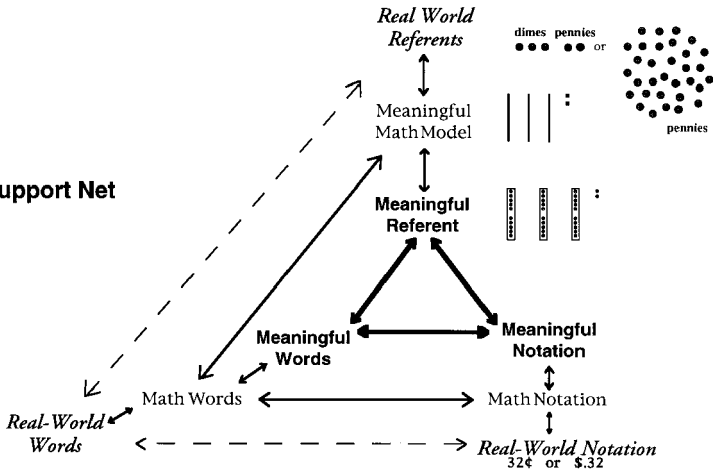 Real World
Referents
dimes pennies
or
pennies
Meaningful
Math Model
upport Net
Meaningful
Referent
Meaningful
Words
Meaningful
Notation
Math Words
Math Notation
Real-World
Words
Real-World Notation
32¢ or $.32